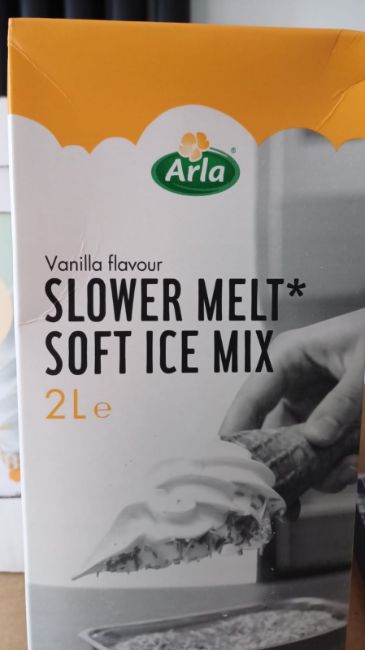 Arla®
Vanilla flavour
SLOWER MELT*
SOFT ICE MIX
2L e